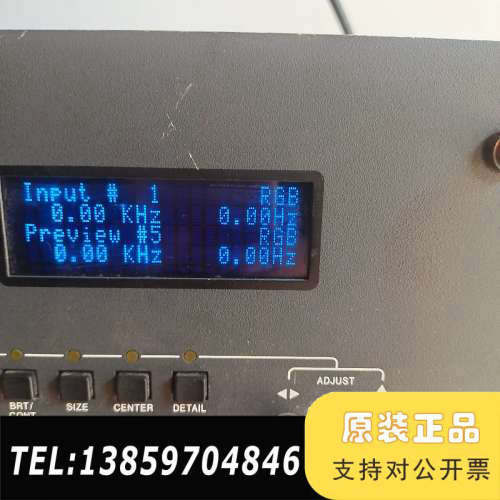 Input # 1 RGB
0.00 KHz 0.00Hz
Preview #5 RGB
0.00 KHz 0.00Hz
ADJUST
BRT/
CONT
SIZE
CENTER
DETAIL
原装正品
支持对公开票
TEL:13859704846